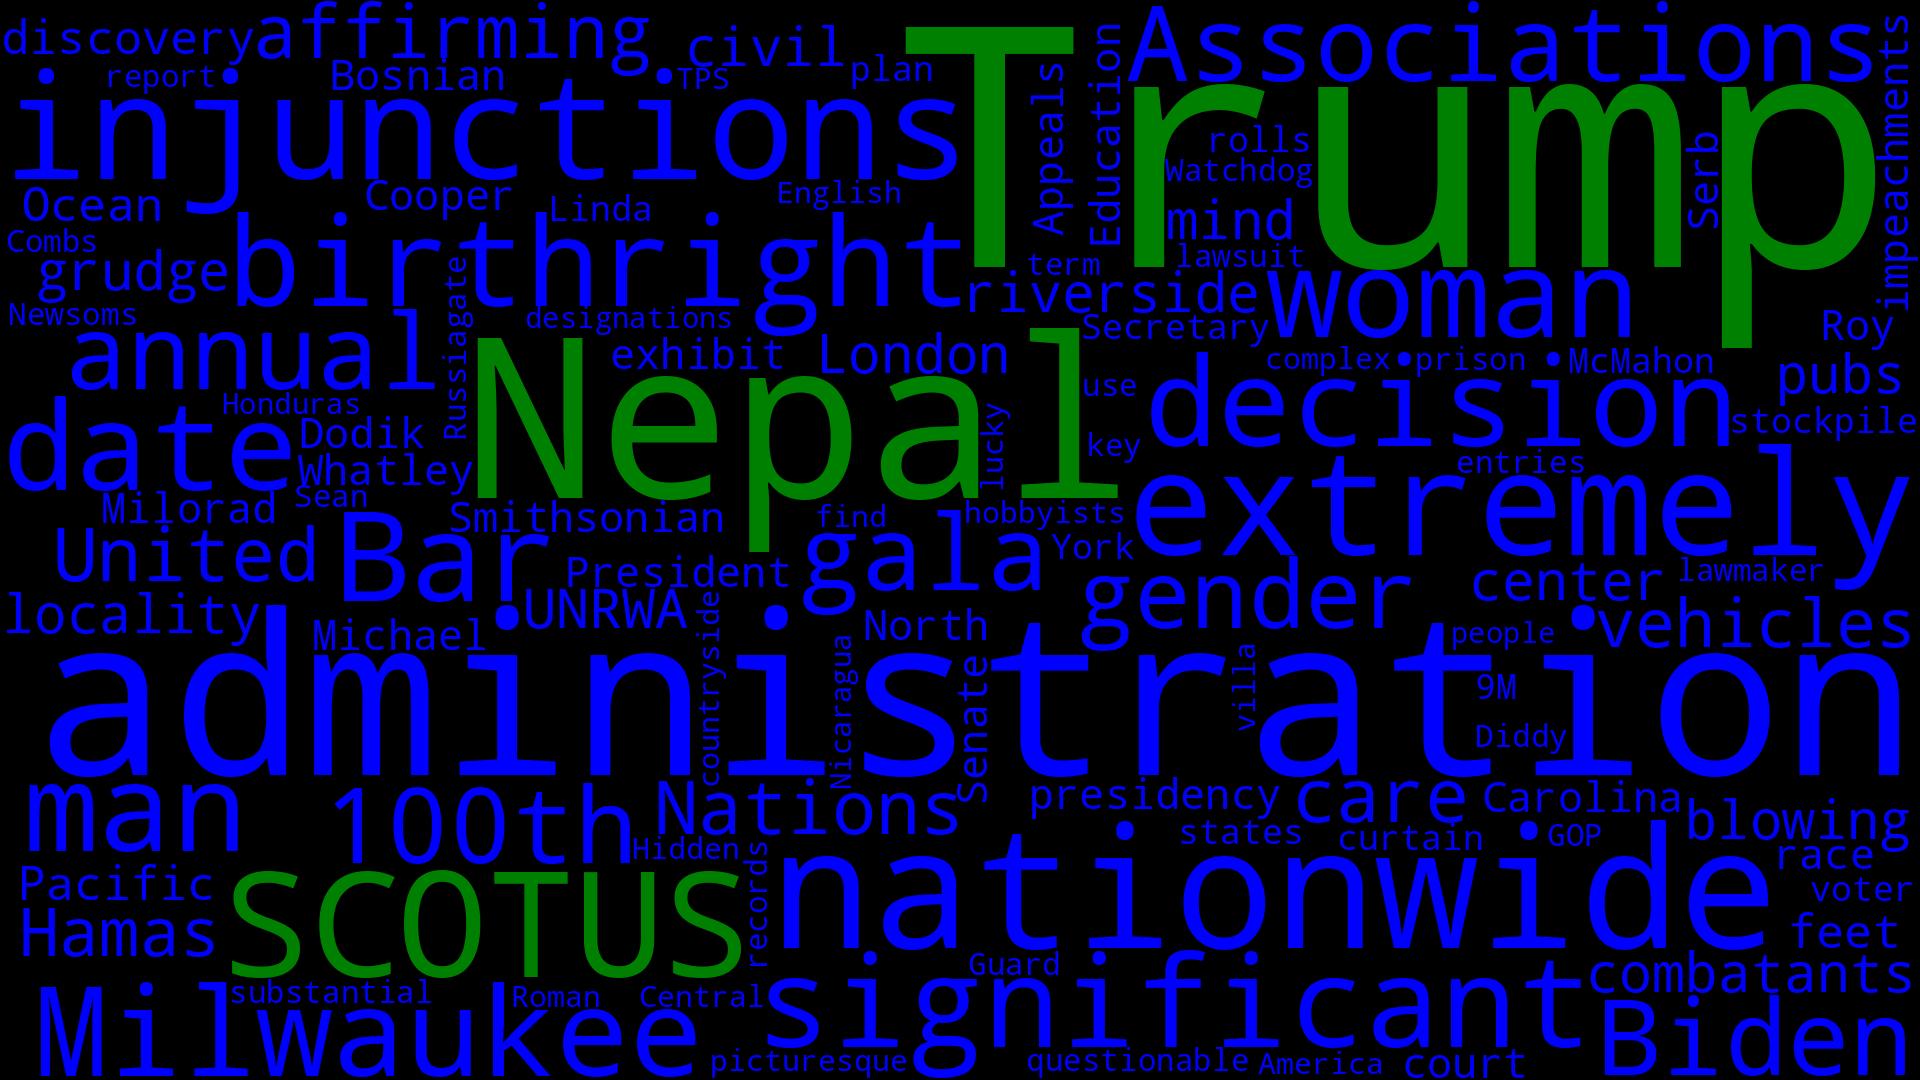 discovery affirming civil Trump Associations
report Bosnian TPS plan
injunctions Appeals Education rolls Serb impeachments
Watchdog
Ocean Cooper Linda English mind
Combs birthright term lawsuit
grudge riverside woman
Newsoms Russiagate designations Secretary Roy
annual Nepal exhibit London complex prison McMahon
use decision pubs
Honduras lucky stockpile
date Dodik key
Whatley extremely entries
Milorad Sean Smithsonian find hobbyists
United Bar President gala York center lawmaker
locality UNRWA countryside gender vehicles
Michael North people
administration Nicaragua Senate villa 9M
Diddy
man 100th Nations presidency care Carolina blowing
Hidden states curtain GOP race
Pacific SCOTUS records nationwide voter
Hamas feet
Guard combatants
substantial Roman Central significant
Milwaukee Biden
picturesque questionable America court